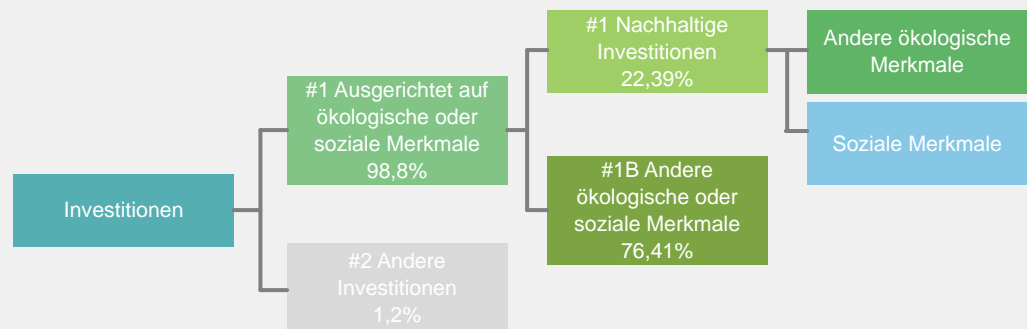 Investitionen
#1 Ausgerichtet auf
ökologische oder
soziale Merkmale
98,8%
#2 Andere
Investitionen
1,2%
#1 Nachhaltige
Investitionen
22,39%
#1B Andere
ökologische oder
soziale Merkmale
76,41%
Andere ökologische
Merkmale
Soziale Merkmale